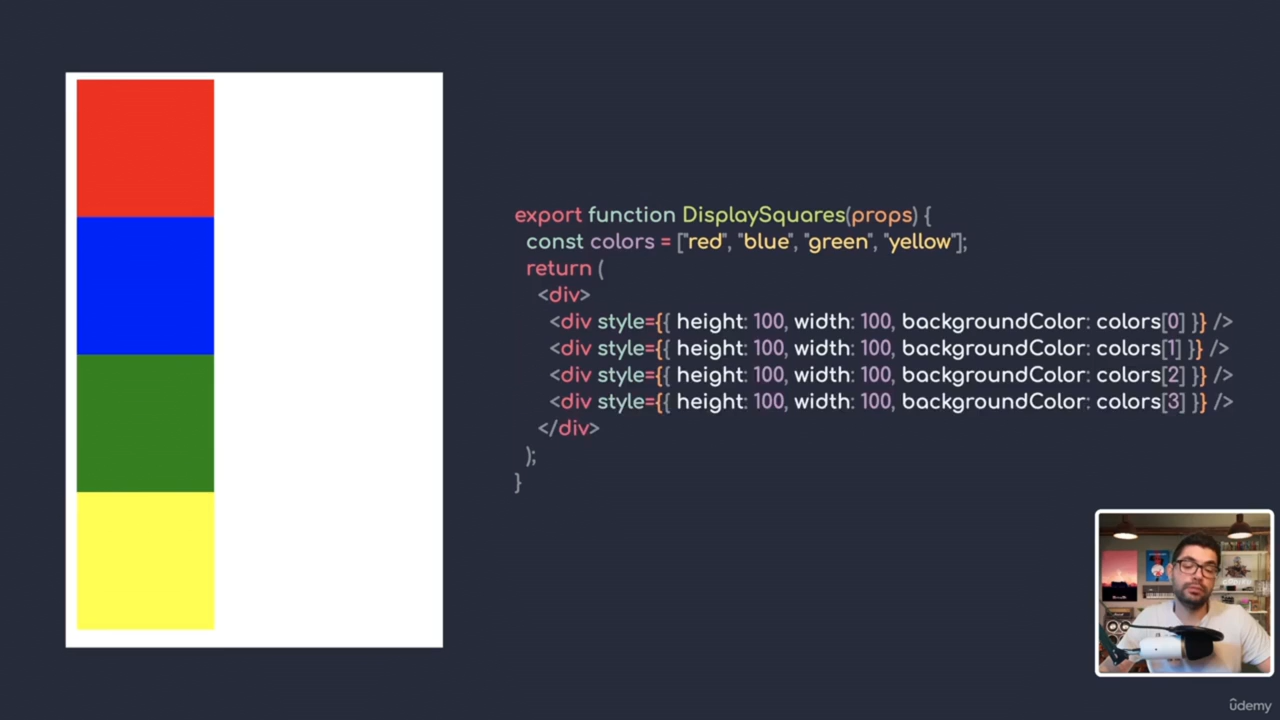 export function DisplaySquares(props) {
const colors = ["red", "blue", "green", "yellow"];
return (
<div>
<div style={{ height: 100, width: 100, backgroundColor: colors[0] }} />
<div style={{ height: 100, width: 100, backgroundColor: colors[1] }} />
<div style={{ height: 100, width: 100, backgroundColor: colors[2] }} />
<div style={{ height: 100, width: 100, backgroundColor: colors[3] }} />
</div>
);
}
ûdemy